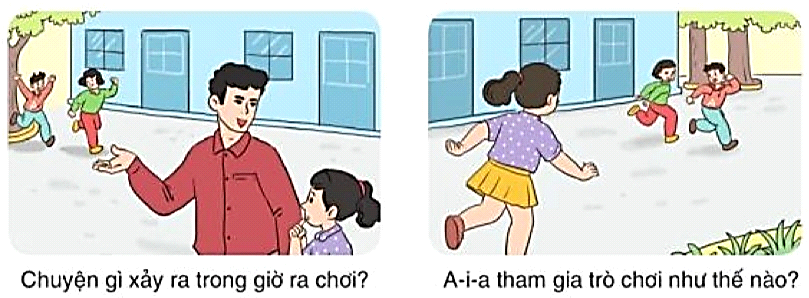 Chuyện gì xảy ra trong giờ ra chơi?
A-i-a tham gia trò chơi như thế nào?